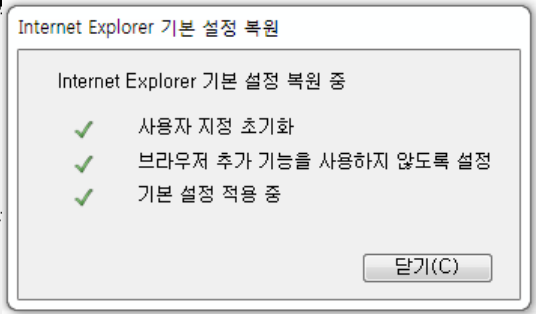 Internet Explorer 기본 설정 복원
Internet Explorer 기본 설정 복원 중
사용자 지정 초기화
브라우저 추가 기능을 사용하지 않도록 설정
기본 설정 적용 중
닫기(C)